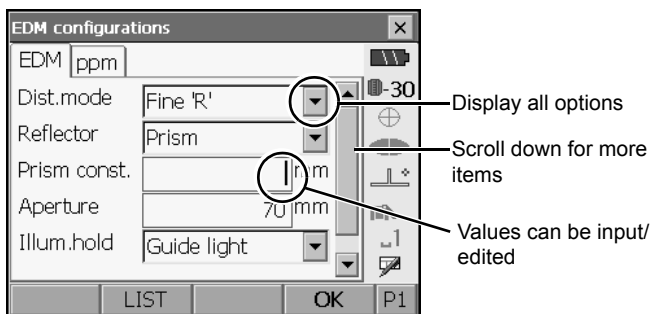 EDM configurations
EDM ppm
Dist.mode Fine 'R'
-30
Display all options
Reflector Prism
Scroll down for more
items
Prism const. mm
Aperture 70 mm
Values can be input/
edited
Illum.hold Guide light
1
LIST OK P1